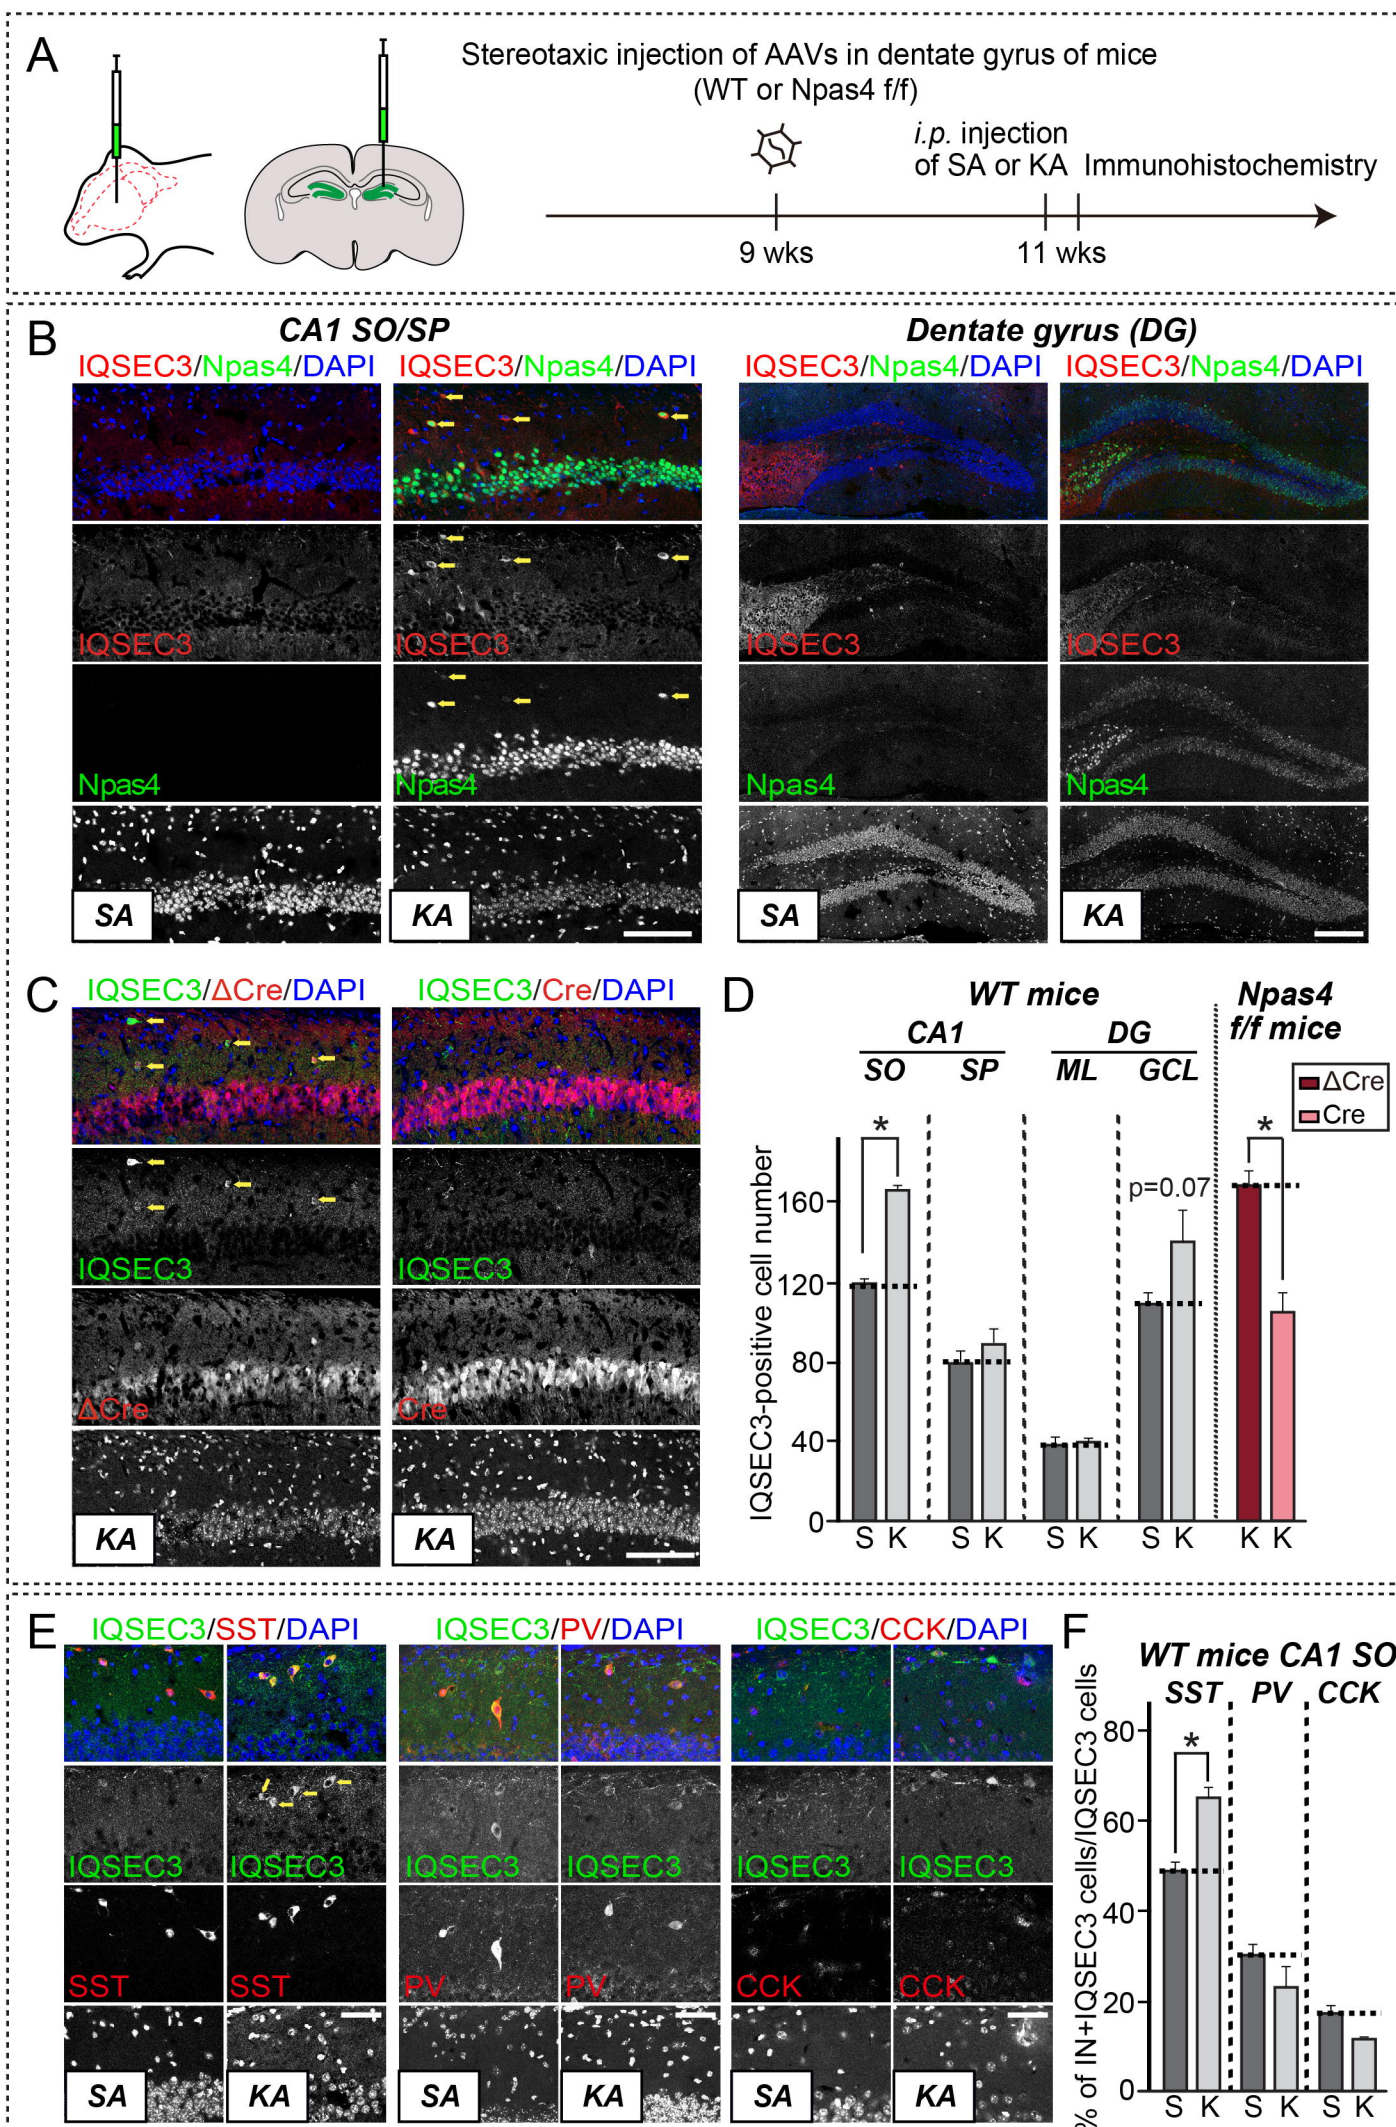 A
Stereotaxic injection of AAVs in dentate gyrus of mice
(WT or Npas4 f/f)
i.p. injection
of SA or KA
Immunohistochemistry
9 wks
11 wks
B
CA1 SO/SP
Dentate gyrus (DG)
IQSEC3/Npas4/DAPI
IQSEC3/Npas4/DAPI
IQSEC3/Npas4/DAPI
IQSEC3/Npas4/DAPI
IQSEC3
IQSEC3
IQSEC3
IQSEC3
Npas4
Npas4
Npas4
Npas4
SA
KA
SA
KA
C
IQSEC3/ΔCre/DAPI
IQSEC3/Cre/DAPI
IQSEC3
IQSEC3
ΔCre
Cre
KA
KA
D
WT mice
Npas4
f/f mice
CA1
DG
SO
SP
ML
GCL
ΔCre
Cre
*
*
p=0.07
IQSEC3-positive cell number
160
120
80
40
0
S K
S K
S K
S K
K K
E
IQSEC3/SST/DAPI
IQSEC3/PV/DAPI
IQSEC3/CCK/DAPI
IQSEC3
IQSEC3
IQSEC3
IQSEC3
IQSEC3
IQSEC3
SST
SST
PV
PV
CCK
CCK
SA
KA
SA
KA
SA
KA
F
WT mice CA1 SO
SST
PV
CCK
*
% of IN+IQSEC3 cells/IQSEC3 cells
80
60
40
20
0
S K
S K
S K